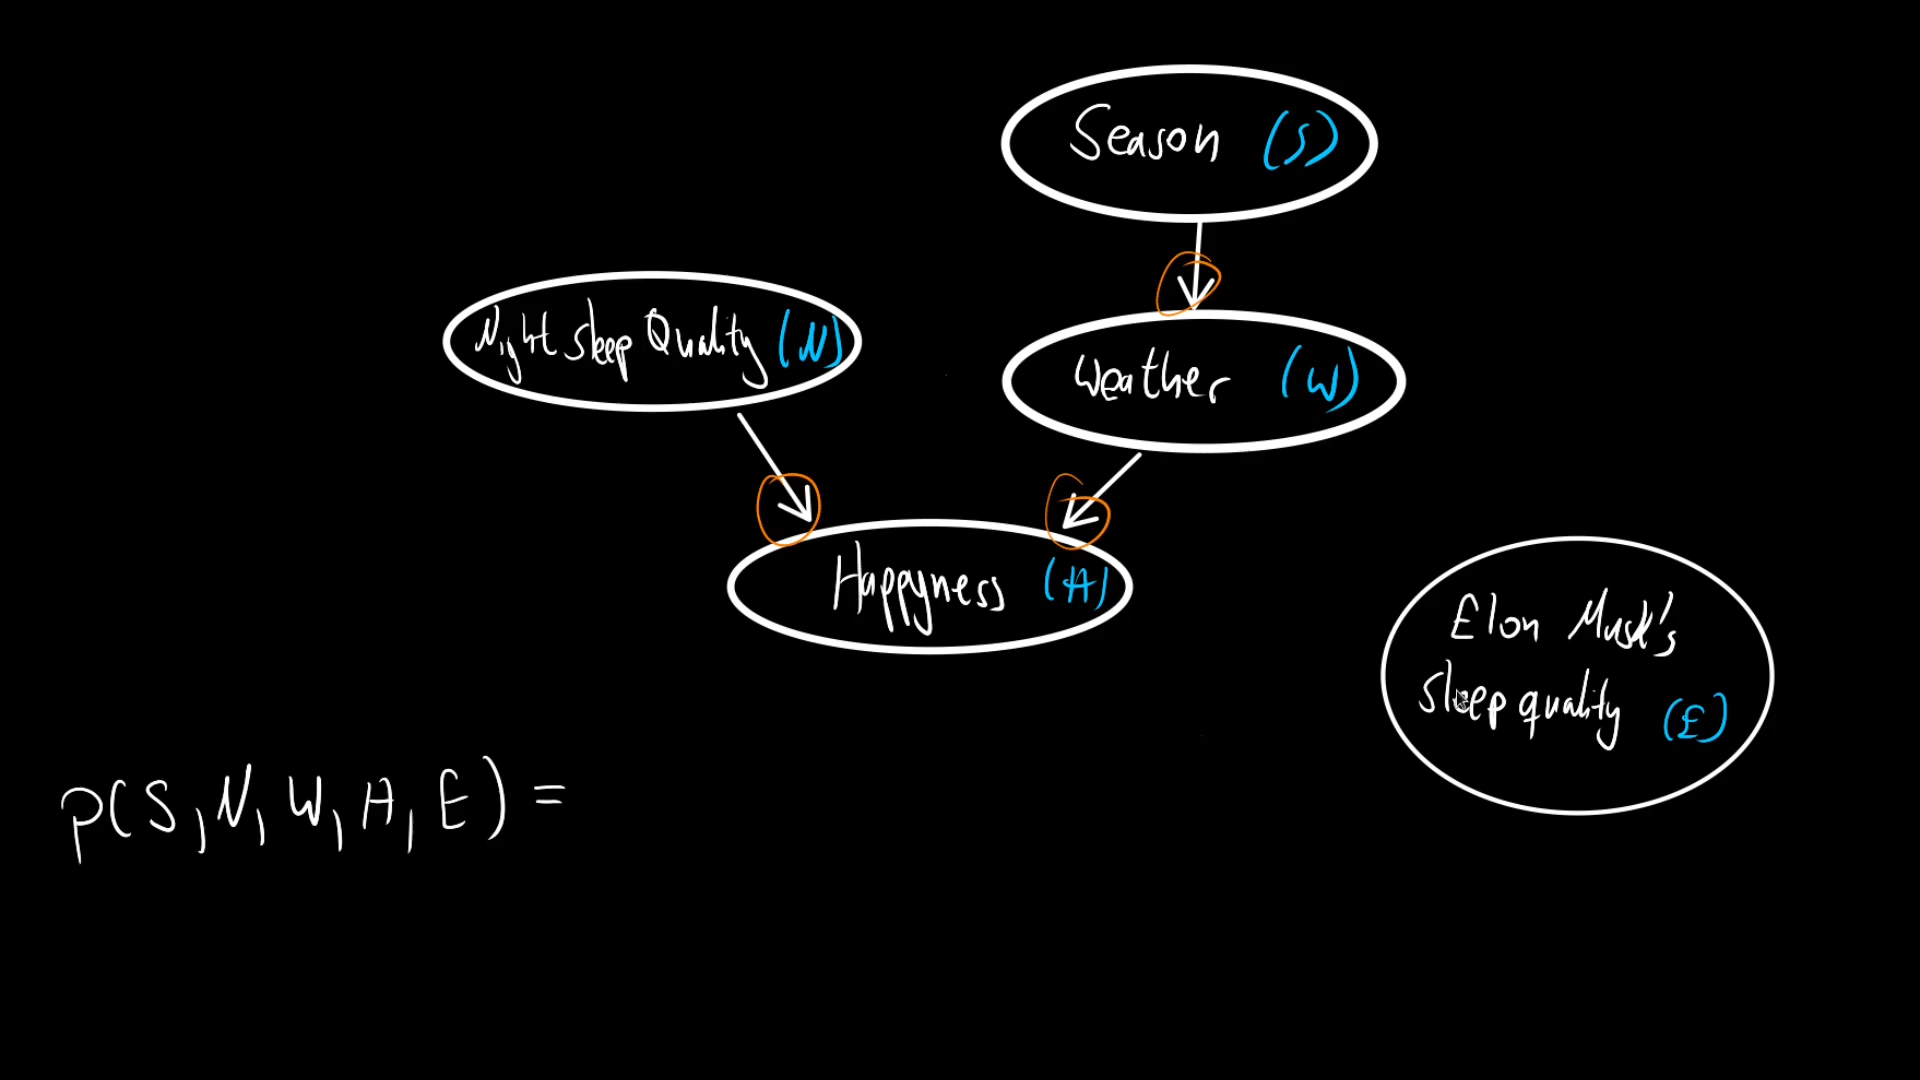 Season (S)
Night Sleep Quality (N)
Weather (W)
Happyness (H)
Elon Musk's
sleep quality (E)
p(S, N, W, H, E) =